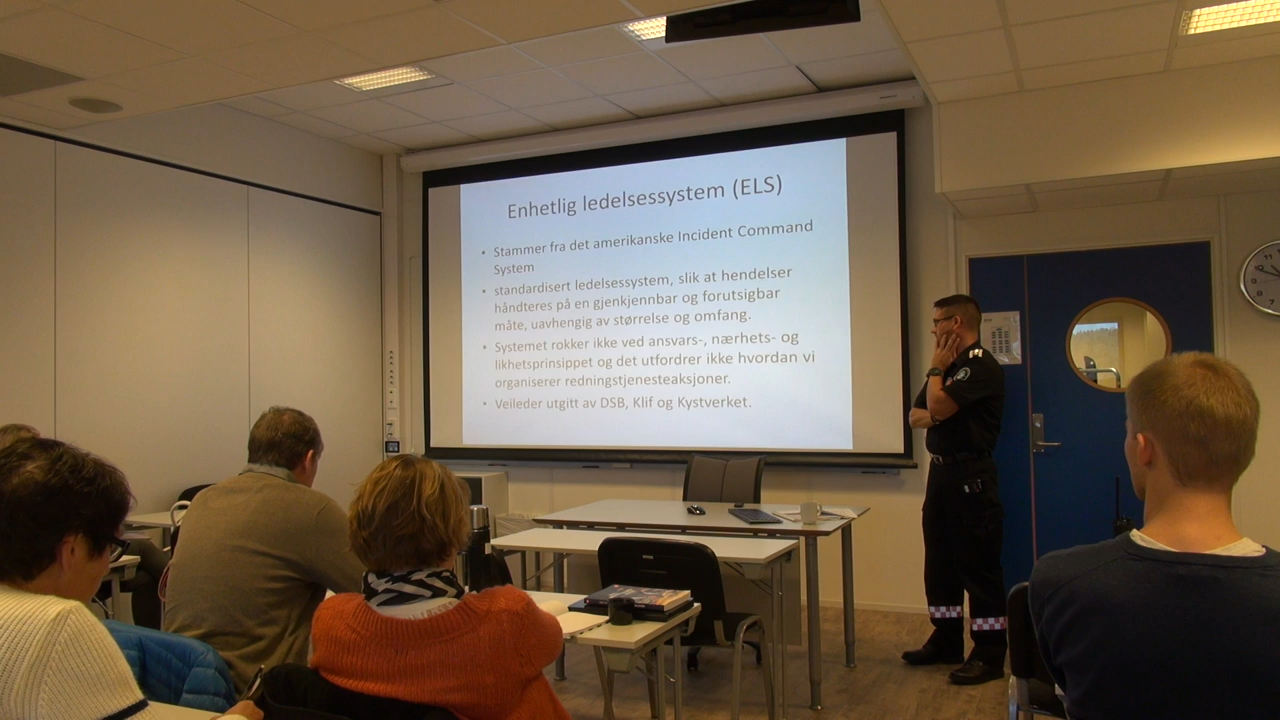 Enhetlig ledelsessystem (ELS)
• Stammer fra det amerikanske Incident Command
System
• standardisert ledelsessystem, slik at hendelser
håndteres på en gjenkjennbar og forutsigbar
måte, uavhengig av størrelse og omfang.
• Systemet rokker ikke ved ansvars-, nærhets- og
likhetsprinsippet og det utfordrer ikke hvordan vi
organiserer redningstjenesteaksjoner.
• Veileder utgitt av DSB, Klif og Kystverket.